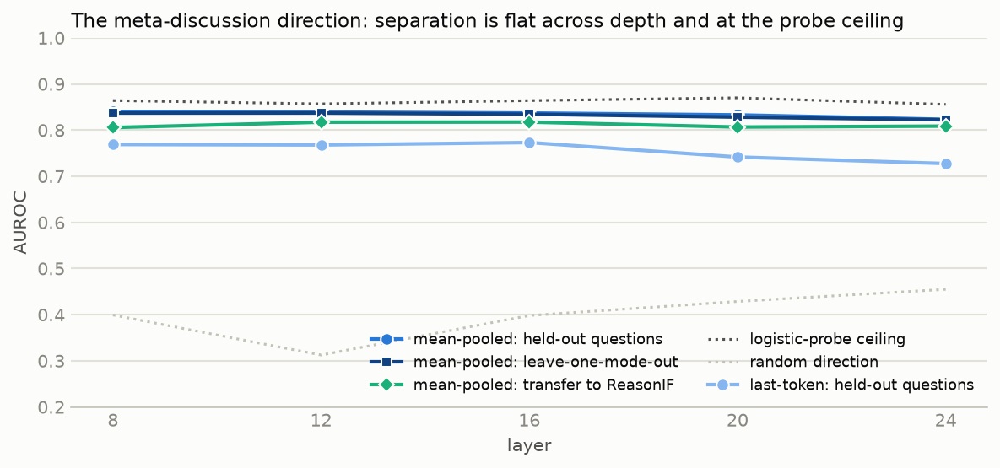 The meta-discussion direction: separation is flat across depth and at the probe ceiling
1.0
0.9
0.8
0.7
0.6
0.5
0.4
0.3
0.2
AUROC
8 12 16 20 24
layer
mean-pooled: held-out questions
mean-pooled: leave-one-mode-out
mean-pooled: transfer to ReasonIF
logistic-probe ceiling
random direction
last-token: held-out questions